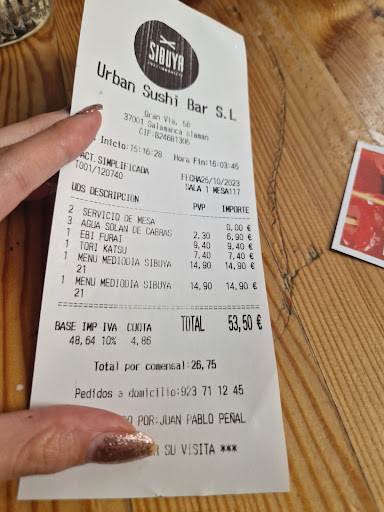 SIBUYA
URBAN SUSHI BAR
Urban Sushi Bar S.L
Gran Via, 58
37001 Salamanca
CIF:B24681306
Inicio:15:16:28 Hora Fin:16:03:45
FACT.SIMPLIFICADA FECHA25/10/2023
T001/120740 SALA 1 MESA117
UDS DESCRIPCION PVP IMPORTE
2 SERVICIO DE MESA 0,00 €
3 AGUA SOLAN DE CABRAS 2,30 6,90 €
1 EBI FURAI 9,40 9,40 €
1 TORI KATSU 7,40 7,40 €
1 MENU MEDIODIA SIBUYA 14,90 14,90 €
21
1 MENU MEDIODIA SIBUYA 14,90 14,90 €
21
BASE IMP IVA CUOTA TOTAL 53,50 €
48,64 10% 4,86
Total por comensal:26,75
Pedidos a domicilio:923 71 12 45
POR:JUAN PABLO PEÑAL
SU VISITA ***